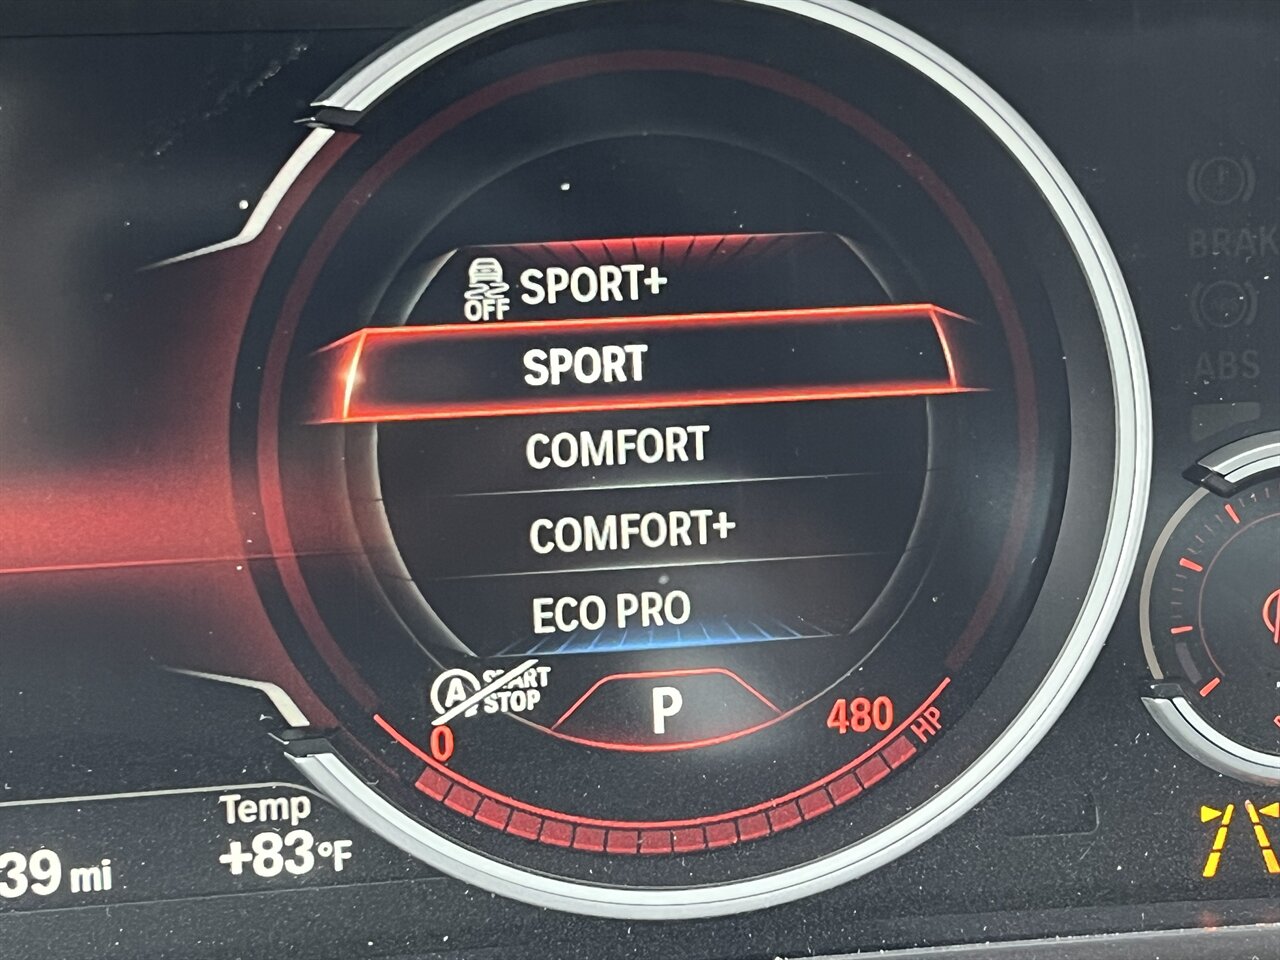 SPORT+
OFF
SPORT
COMFORT
COMFORT+
ECO PRO
A START
STOP
P
0
480
HP
Temp
+83°F
39 mi
BRAK
ABS